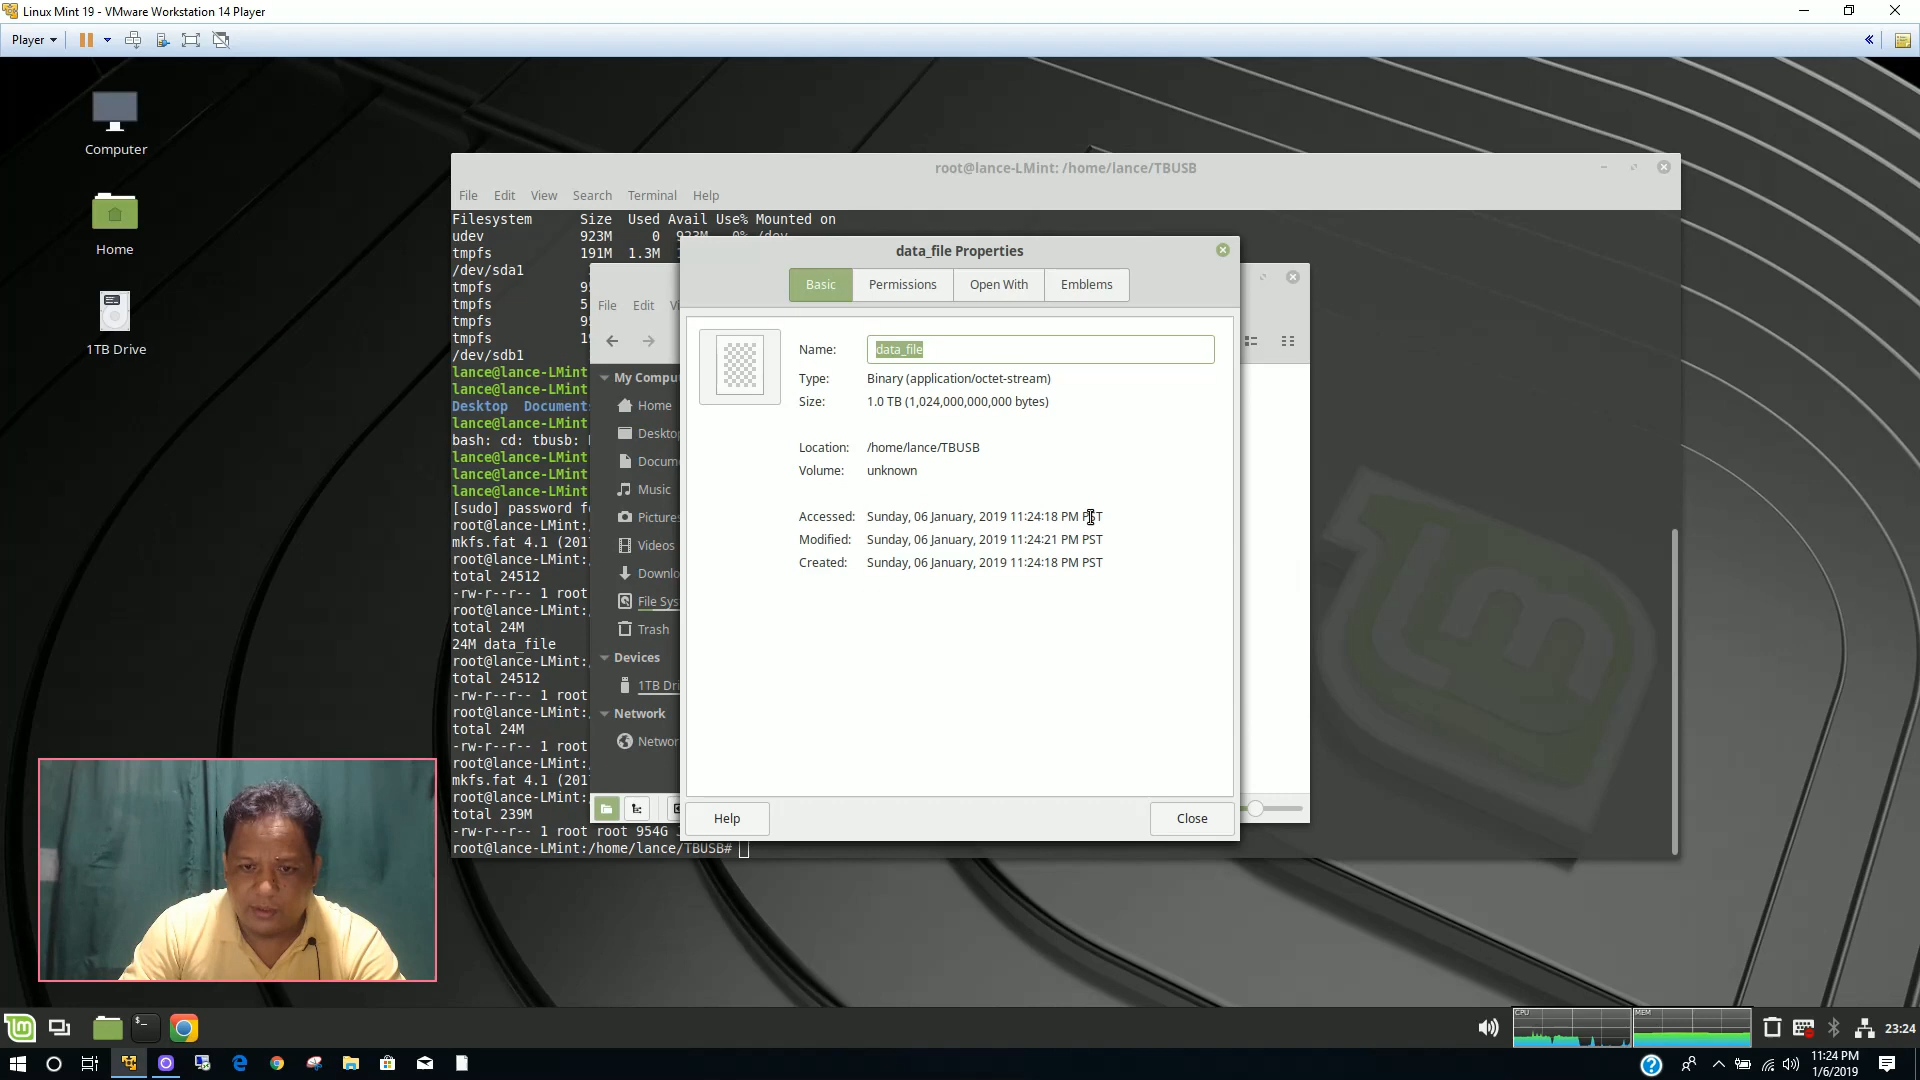 Linux Mint 19 - VMware Workstation 14 Player
Player
Computer
Home
1TB Drive
root@lance-LMint: /home/lance/TBUSB
File Edit View Search Terminal Help
Filesystem Size Used Avail Use% Mounted on
udev 923M 0 923M 0% /dev
tmpfs 191M 1.3M
/dev/sda1
tmpfs
tmpfs 5
tmpfs
tmpfs
/dev/sdb1
lance@lance-LMint
lance@lance-LMint
Desktop Document
lance@lance-LMint
bash: cd: tbusb:
lance@lance-LMint
lance@lance-LMint
lance@lance-LMint
[sudo] password
root@lance-LMint:
mkfs.fat 4.1 (201
root@lance-LMint:
total 24512
-rw-r--r-- 1 root
root@lance-LMint:
total 24M
24M data_file
root@lance-LMint:
total 24512
-rw-r--r-- 1 root
root@lance-LMint:
total 24M
-rw-r--r-- 1 root
root@lance-LMint:
mkfs.fat 4.1 (201
root@lance-LMint:
total 239M
-rw-r--r-- 1 root root 954G
root@lance-LMint:/home/lance/TBUSB#
File Edit
My Compu
Home
Deskto
Docum
Music
Picture
Videos
Downlo
File Sys
Trash
Devices
1TB Dri
Network
Networ
data_file Properties
Basic Permissions Open With Emblems
Name: data_file
Type: Binary (application/octet-stream)
Size: 1.0 TB (1,024,000,000,000 bytes)
Location: /home/lance/TBUSB
Volume: unknown
Accessed: Sunday, 06 January, 2019 11:24:18 PM PST
Modified: Sunday, 06 January, 2019 11:24:21 PM PST
Created: Sunday, 06 January, 2019 11:24:18 PM PST
Help Close
CPU MEM
23:24
11:24 PM
1/6/2019